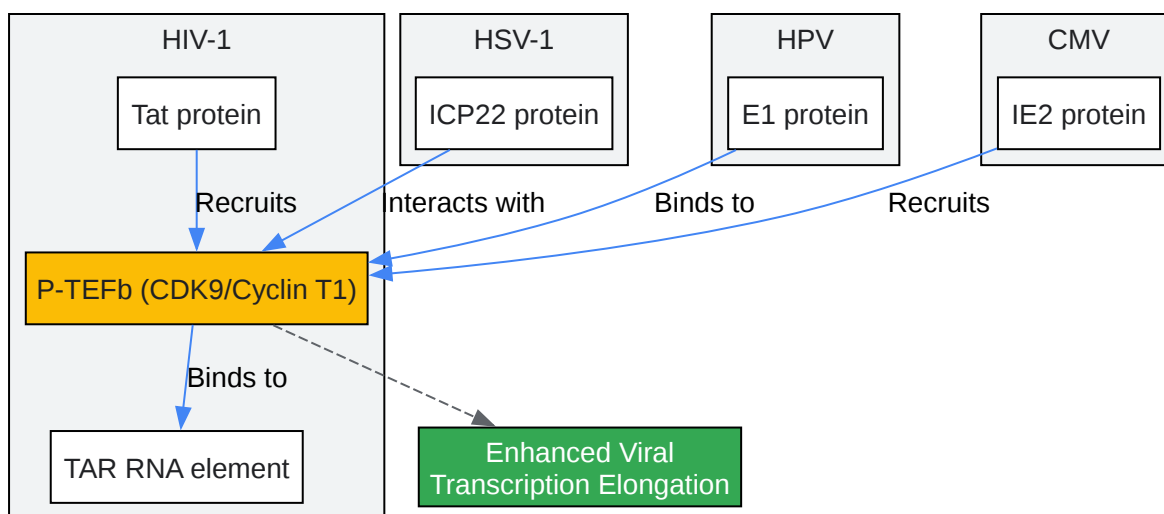 HIV-1
HSV-1
HPV
CMV
Tat protein
ICP22 protein
E1 protein
IE2 protein
Recruits
Interacts with
Binds to
Recruits
P-TEFb (CDK9/Cyclin T1)
Binds to
TAR RNA element
Enhanced Viral
Transcription Elongation